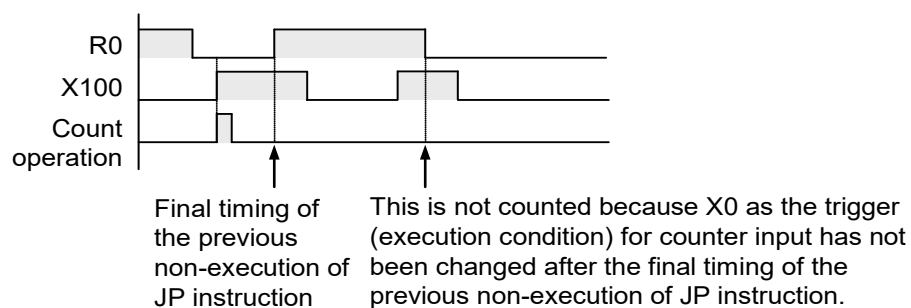 R0
X100
Count
operation
Final timing of
the previous
non-execution of
JP instruction
This is not counted because X0 as the trigger
(execution condition) for counter input has not
been changed after the final timing of the
previous non-execution of JP instruction.